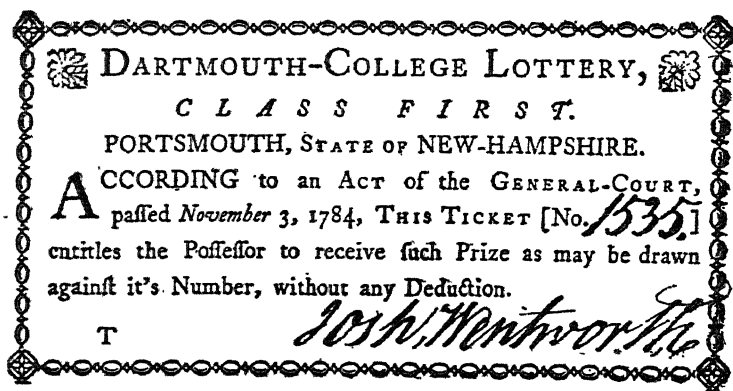 DARTMOUTH-COLLEGE LOTTERY,
CLASS FIRST.
PORTSMOUTH, STATE OF NEW-HAMPSHIRE.
ACCORDING to an ACT of the GENERAL-COURT,
paſſed November 3, 1784, THIS TICKET [No. 1535.]
entitles the Poſſeſſor to receive ſuch Prize as may be drawn
againſt it's Number, without any Deduction.
T Josh, Wentworth